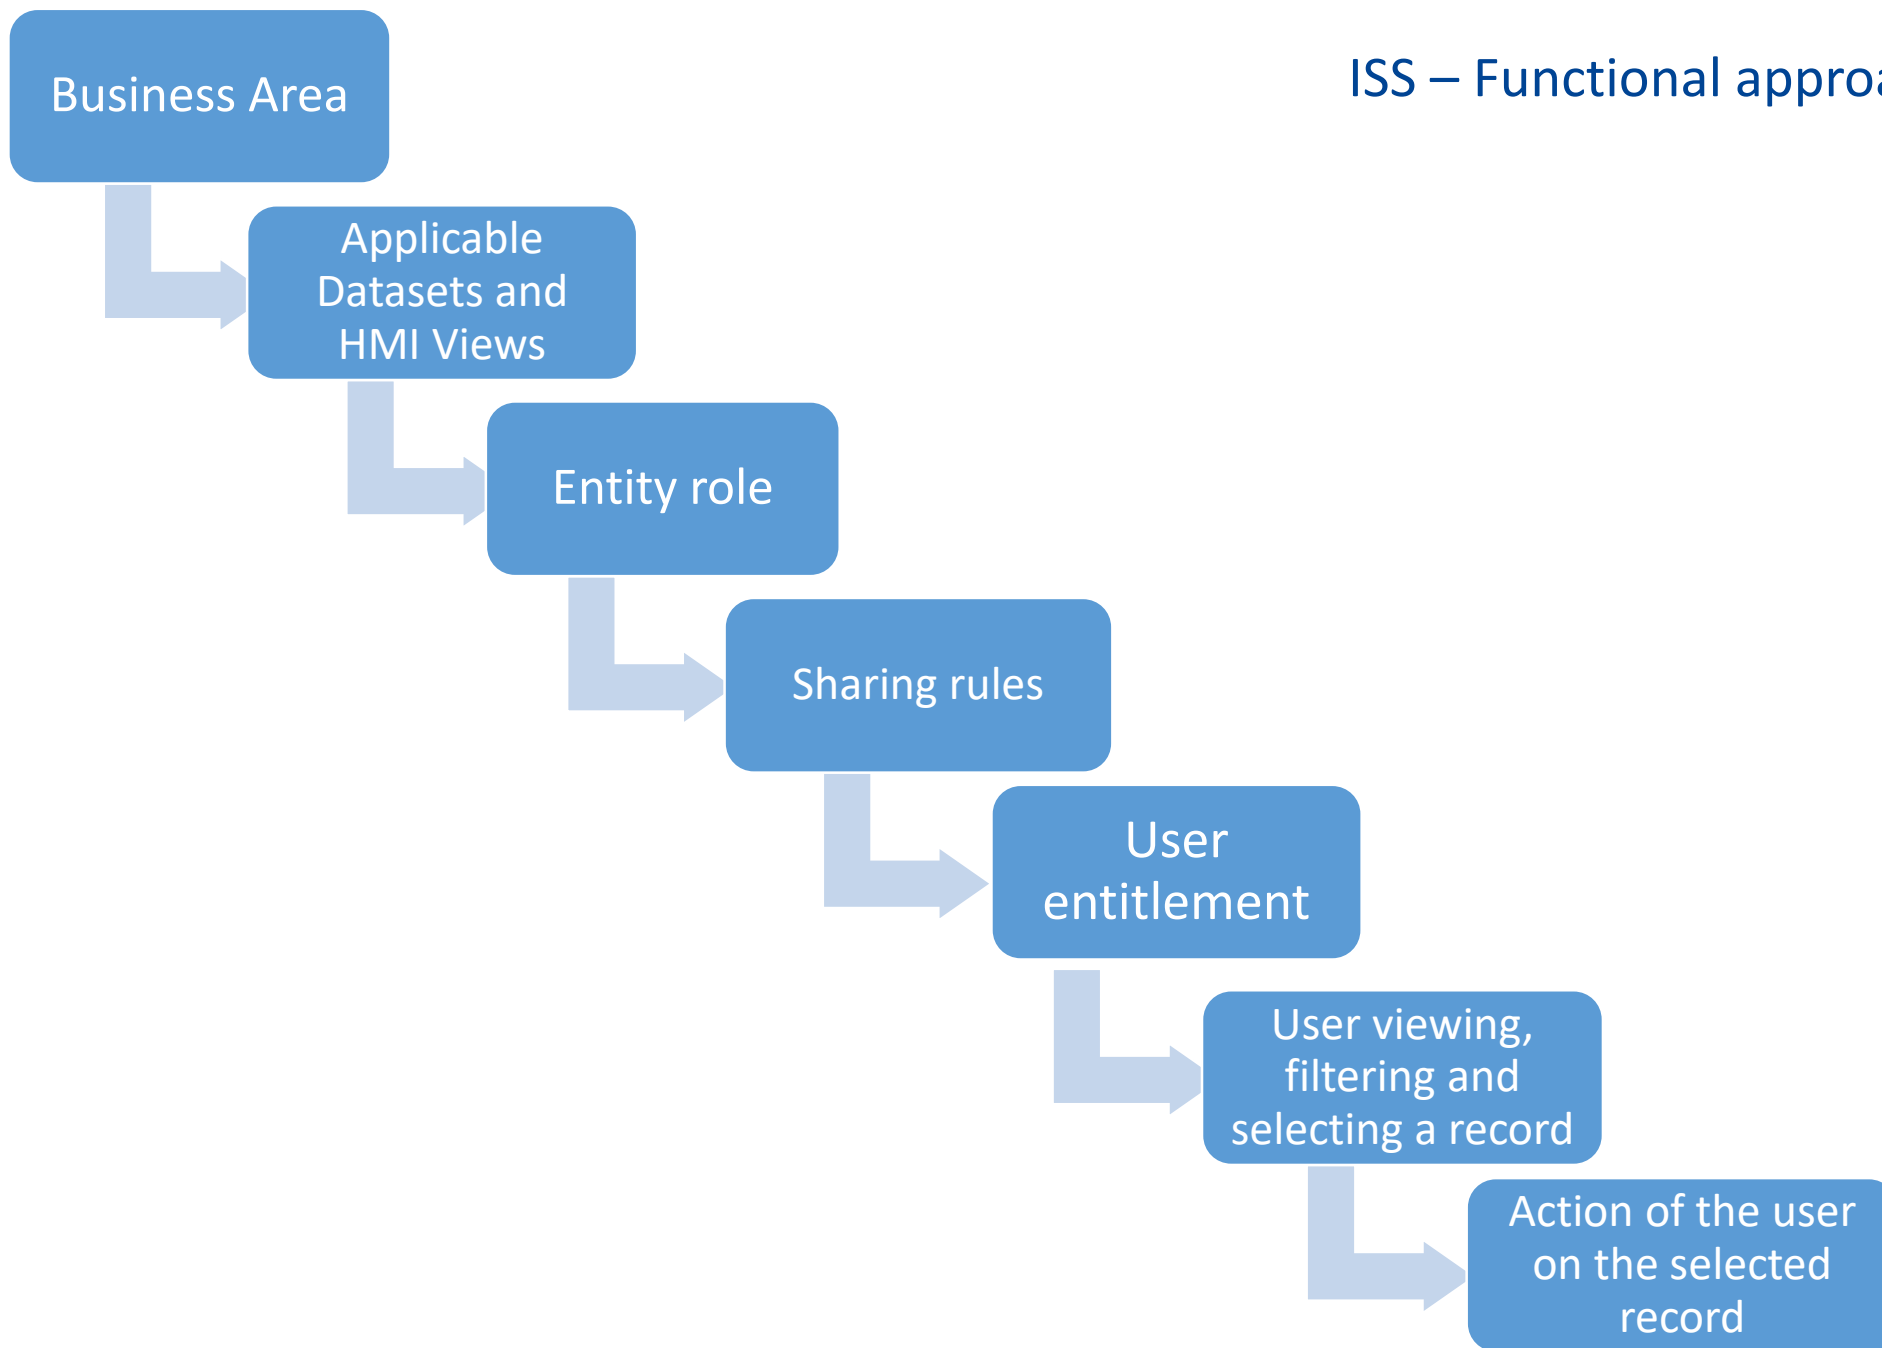 ISS – Functional approa
Business Area
Applicable
Datasets and
HMI Views
Entity role
Sharing rules
User
entitlement
User viewing,
filtering and
selecting a record
Action of the user
on the selected
record